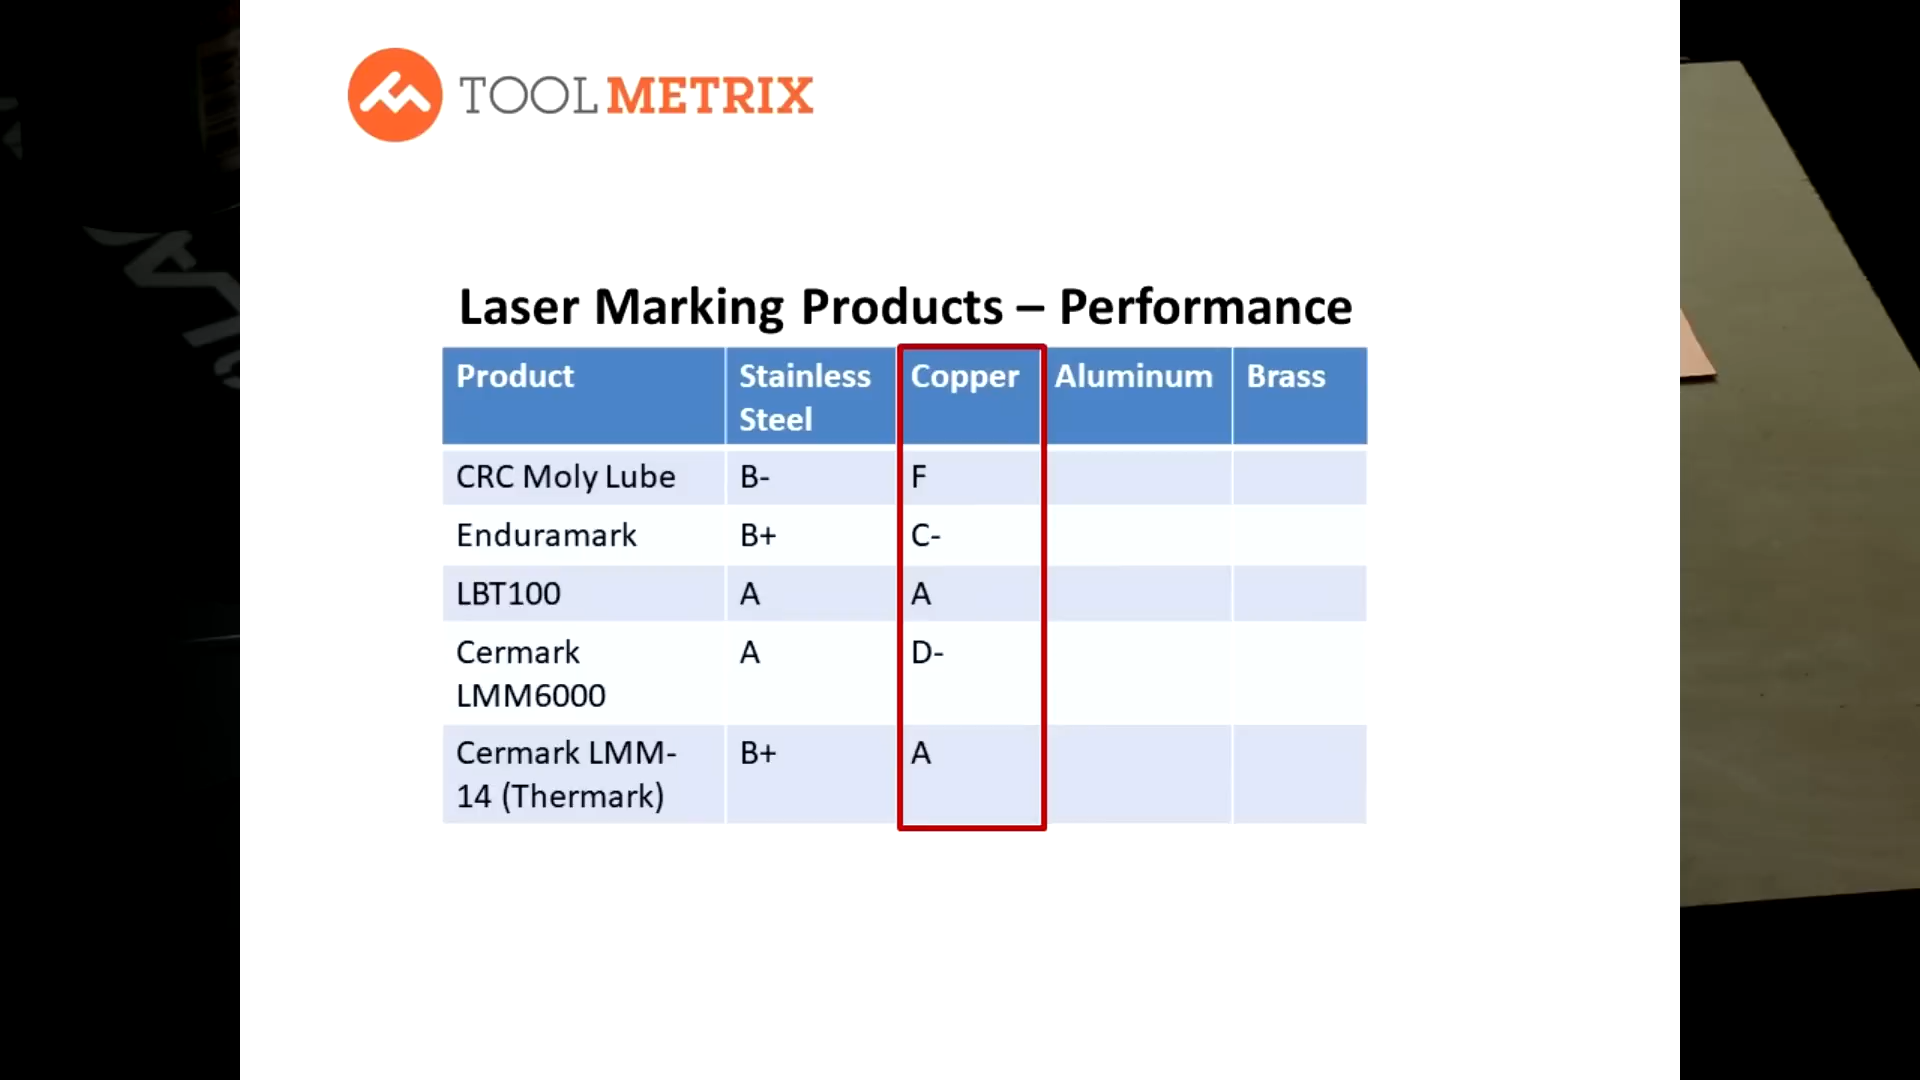 TOOLMETRIX
Laser Marking Products – Performance
Product Stainless Steel Copper Aluminum Brass
CRC Moly Lube B- F
Enduramark B+ C-
LBT100 A A
Cermark LMM6000 A D-
Cermark LMM-14 (Thermark) B+ A